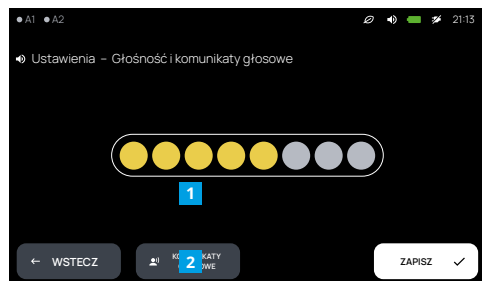 A1 A2 21:13
Ustawienia – Głośność i komunikaty głosowe
1
WSTECZ
2
ZAPISZ